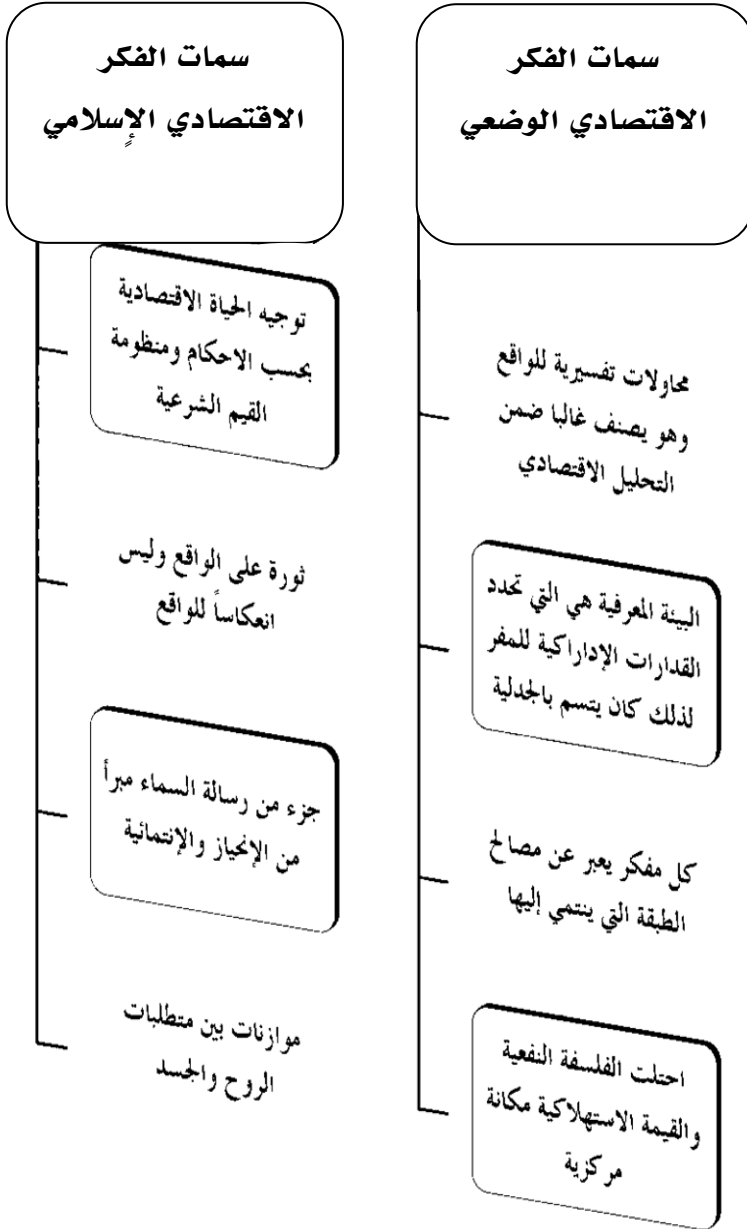 سمات الفكر
الاقتصادي الوضعي
محاولات تفسيرية للواقع
وهو يصنف غالبا ضمن
التحليل الاقتصادي
البيئة المعرفية هي التي تحدد
القدارات الإداراكية للمفر
لذلك كان يتسم بالجدلية
كل مفكر يعبر عن مصالح
الطبقة التي ينتمي إليها
احتلت الفلسفة النفعية
والقيمة الاستهلاكية مكانة
مركزية
سمات الفكر
الاقتصادي الإسلامي
توجيه الحياة الاقتصادية
بحسب الاحكام ومنظومة
القيم الشرعية
ثورة على الواقع وليس
انعكاساً للواقع
جزء من رسالة السماء مبرأ
من الإنحياز والإنتمائية
موازنات بين متطلبات
الروح والجسد